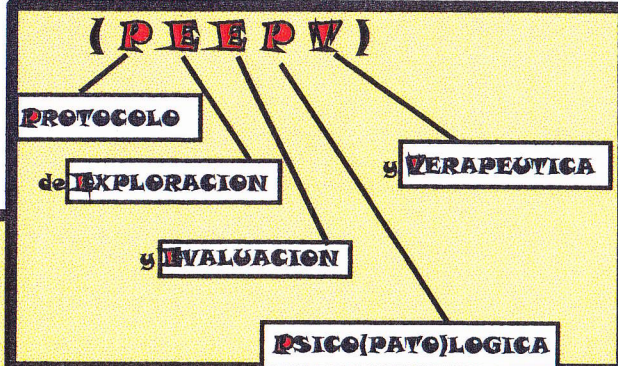 (PEEPT)
PROTOCOLO
de EXPLORACION
y TERAPEUTICA
y EVALUACION
PSICO(PATO)LOGICA